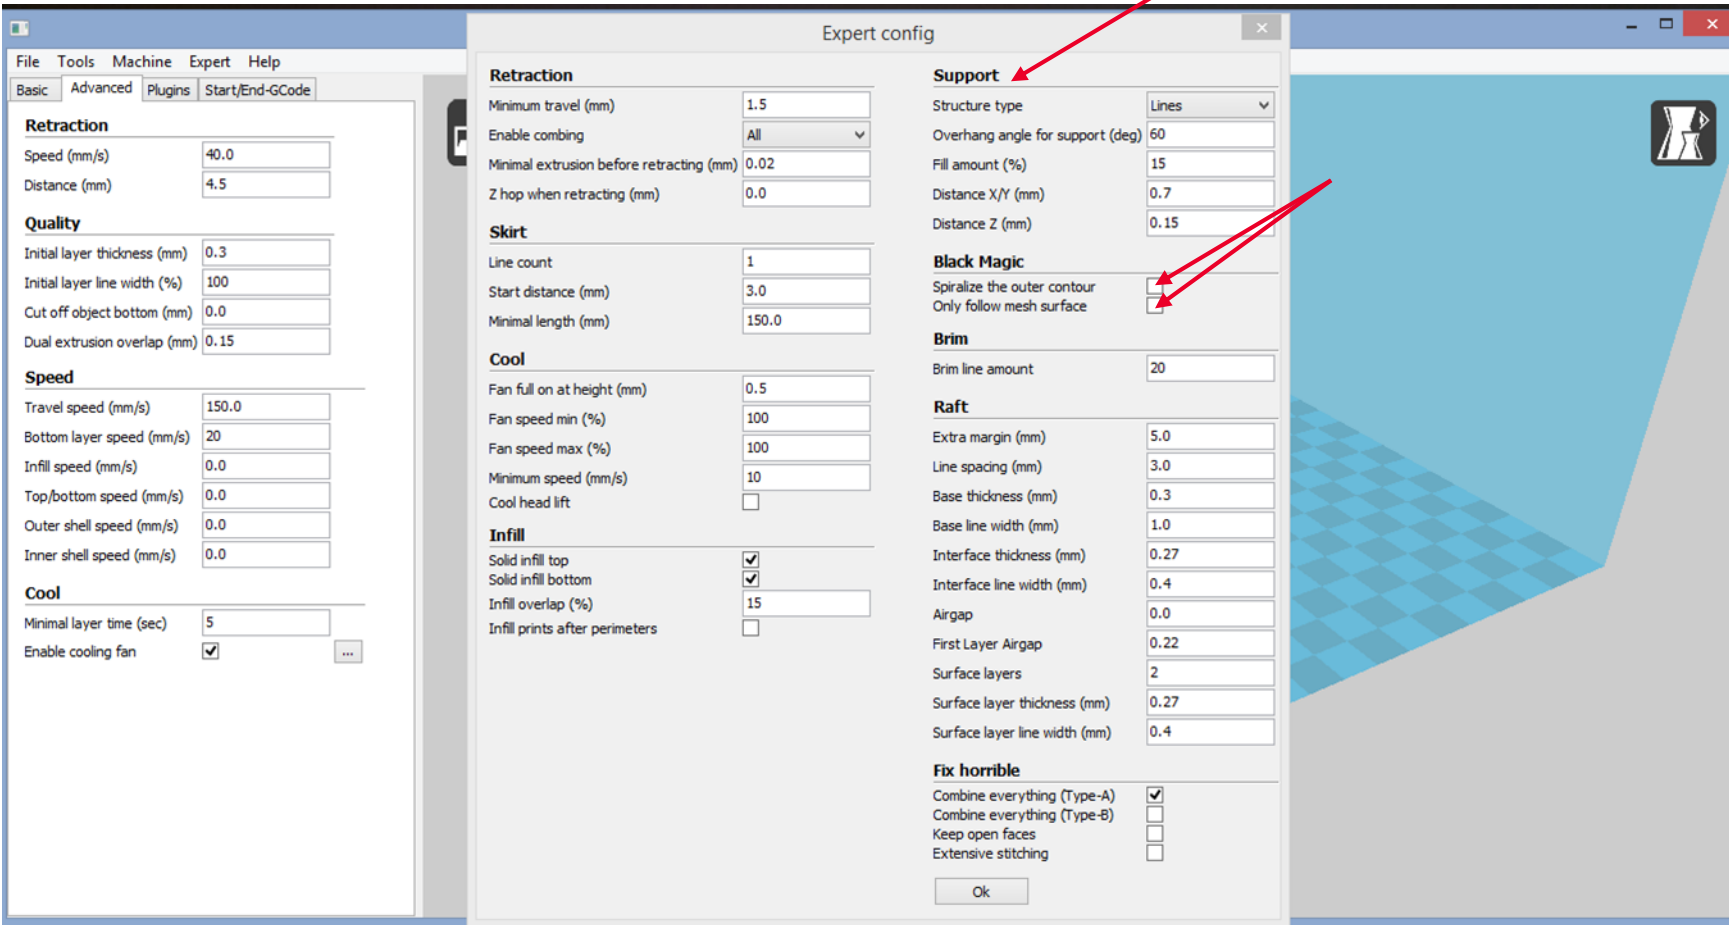 Expert config
File Tools Machine Expert Help
Basic Advanced Plugins Start/End-GCode
Retraction
Speed (mm/s) 40.0
Distance (mm) 4.5
Quality
Initial layer thickness (mm) 0.3
Initial layer line width (%) 100
Cut off object bottom (mm) 0.0
Dual extrusion overlap (mm) 0.15
Speed
Travel speed (mm/s) 150.0
Bottom layer speed (mm/s) 20
Infill speed (mm/s) 0.0
Top/bottom speed (mm/s) 0.0
Outer shell speed (mm/s) 0.0
Inner shell speed (mm/s) 0.0
Cool
Minimal layer time (sec) 5
Enable cooling fan ...
Retraction
Minimum travel (mm) 1.5
Enable combing All
Minimal extrusion before retracting (mm) 0.02
Z hop when retracting (mm) 0.0
Skirt
Line count 1
Start distance (mm) 3.0
Minimal length (mm) 150.0
Cool
Fan full on at height (mm) 0.5
Fan speed min (%) 100
Fan speed max (%) 100
Minimum speed (mm/s) 10
Cool head lift
Infill
Solid infill top
Solid infill bottom
Infill overlap (%) 15
Infill prints after perimeters
Support
Structure type Lines
Overhang angle for support (deg) 60
Fill amount (%) 15
Distance X/Y (mm) 0.7
Distance Z (mm) 0.15
Black Magic
Spiralize the outer contour
Only follow mesh surface
Brim
Brim line amount 20
Raft
Extra margin (mm) 5.0
Line spacing (mm) 3.0
Base thickness (mm) 0.3
Base line width (mm) 1.0
Interface thickness (mm) 0.27
Interface line width (mm) 0.4
Airgap 0.0
First Layer Airgap 0.22
Surface layers 2
Surface layer thickness (mm) 0.27
Surface layer line width (mm) 0.4
Fix horrible
Combine everything (Type-A)
Combine everything (Type-B)
Keep open faces
Extensive stitching
Ok